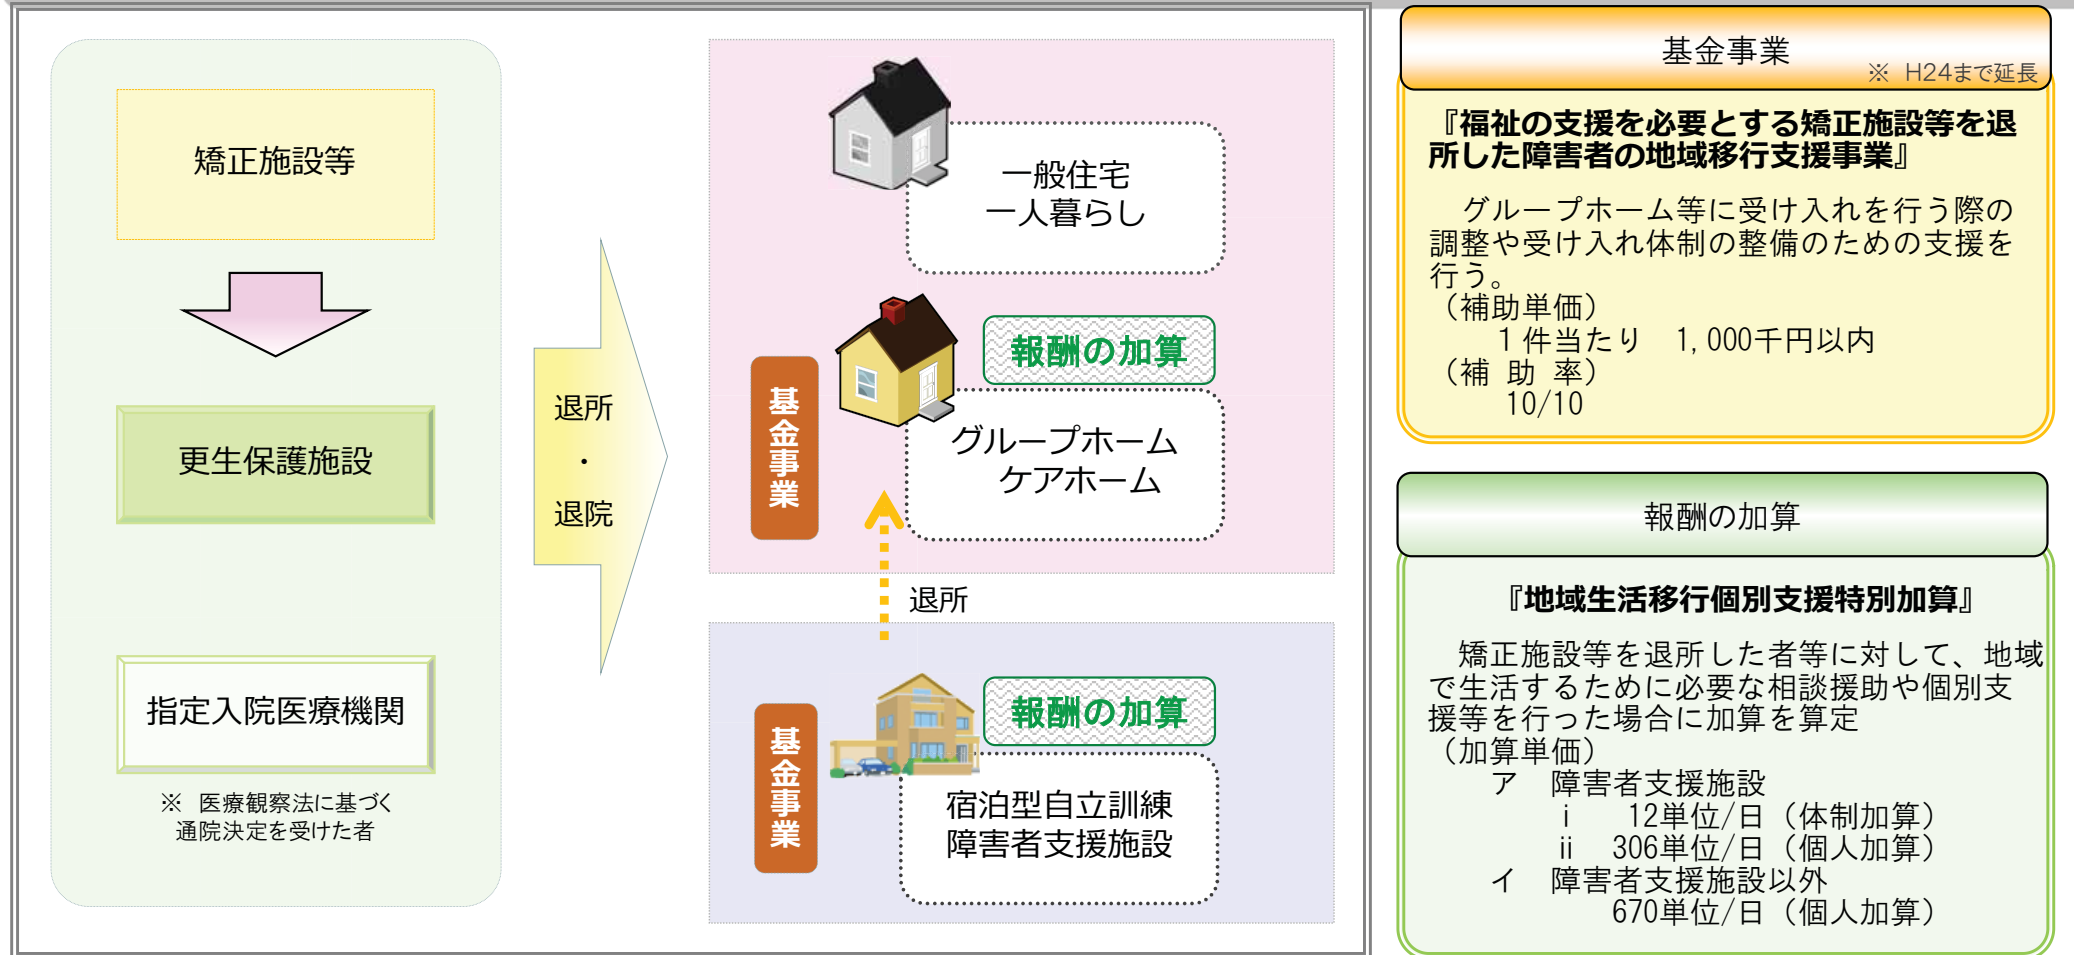 矯正施設等
更生保護施設
指定入院医療機関
※ 医療観察法に基づく
通院決定を受けた者
退所
・
退院
一般住宅
一人暮らし
報酬の加算
基金事業
グループホーム
ケアホーム
退所
報酬の加算
基金事業
宿泊型自立訓練
障害者支援施設
基金事業
※ H24まで延長
『福祉の支援を必要とする矯正施設等を退
所した障害者の地域移行支援事業』
グループホーム等に受け入れを行う際の
調整や受け入れ体制の整備のための支援を
行う。
（補助単価）
１件当たり 1,000千円以内
（補 助 率）
10/10
報酬の加算
『地域生活移行個別支援特別加算』
矯正施設等を退所した者等に対して、地域
で生活するために必要な相談援助や個別支
援等を行った場合に加算を算定
（加算単価）
ア 障害者支援施設
ⅰ 12単位/日（体制加算）
ⅱ 306単位/日（個人加算）
イ 障害者支援施設以外
670単位/日（個人加算）